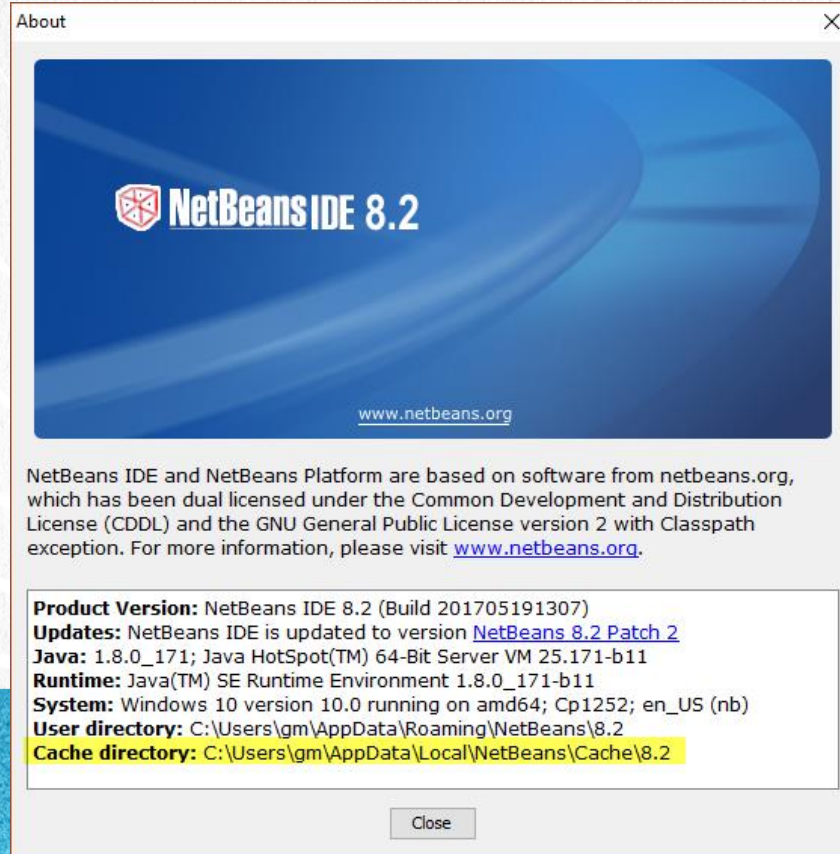 About
NetBeans IDE 8.2
www.netbeans.org
NetBeans IDE and NetBeans Platform are based on software from netbeans.org,
which has been dual licensed under the Common Development and Distribution
License (CDDL) and the GNU General Public License version 2 with Classpath
exception. For more information, please visit www.netbeans.org.
Product Version: NetBeans IDE 8.2 (Build 201705191307)
Updates: NetBeans IDE is updated to version NetBeans 8.2 Patch 2
Java: 1.8.0_171; Java HotSpot(TM) 64-Bit Server VM 25.171-b11
Runtime: Java(TM) SE Runtime Environment 1.8.0_171-b11
System: Windows 10 version 10.0 running on amd64; Cp1252; en_US (nb)
User directory: C:\Users\gm\AppData\Roaming\NetBeans\8.2
Cache directory: C:\Users\gm\AppData\Local\NetBeans\Cache\8.2
Close